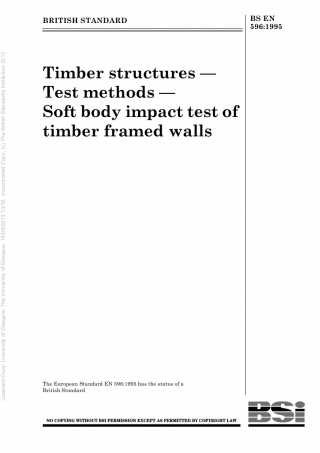 BRITISH STANDARD
BS EN
596:1995
Timber structures —
Test methods —
Soft body impact test of
timber framed walls
The European Standard EN 596:1995 has the status of a
British Standard
NO COPYING WITHOUT BSI PERMISSION EXCEPT AS PERMITTED BY COPYRIGHT LAW
BSi
Licensed Copy: University of Glasgow, The University of Glasgow, 14/03/2013 13:25, Uncontrolled Copy, (c) The British Standards Institution 2013